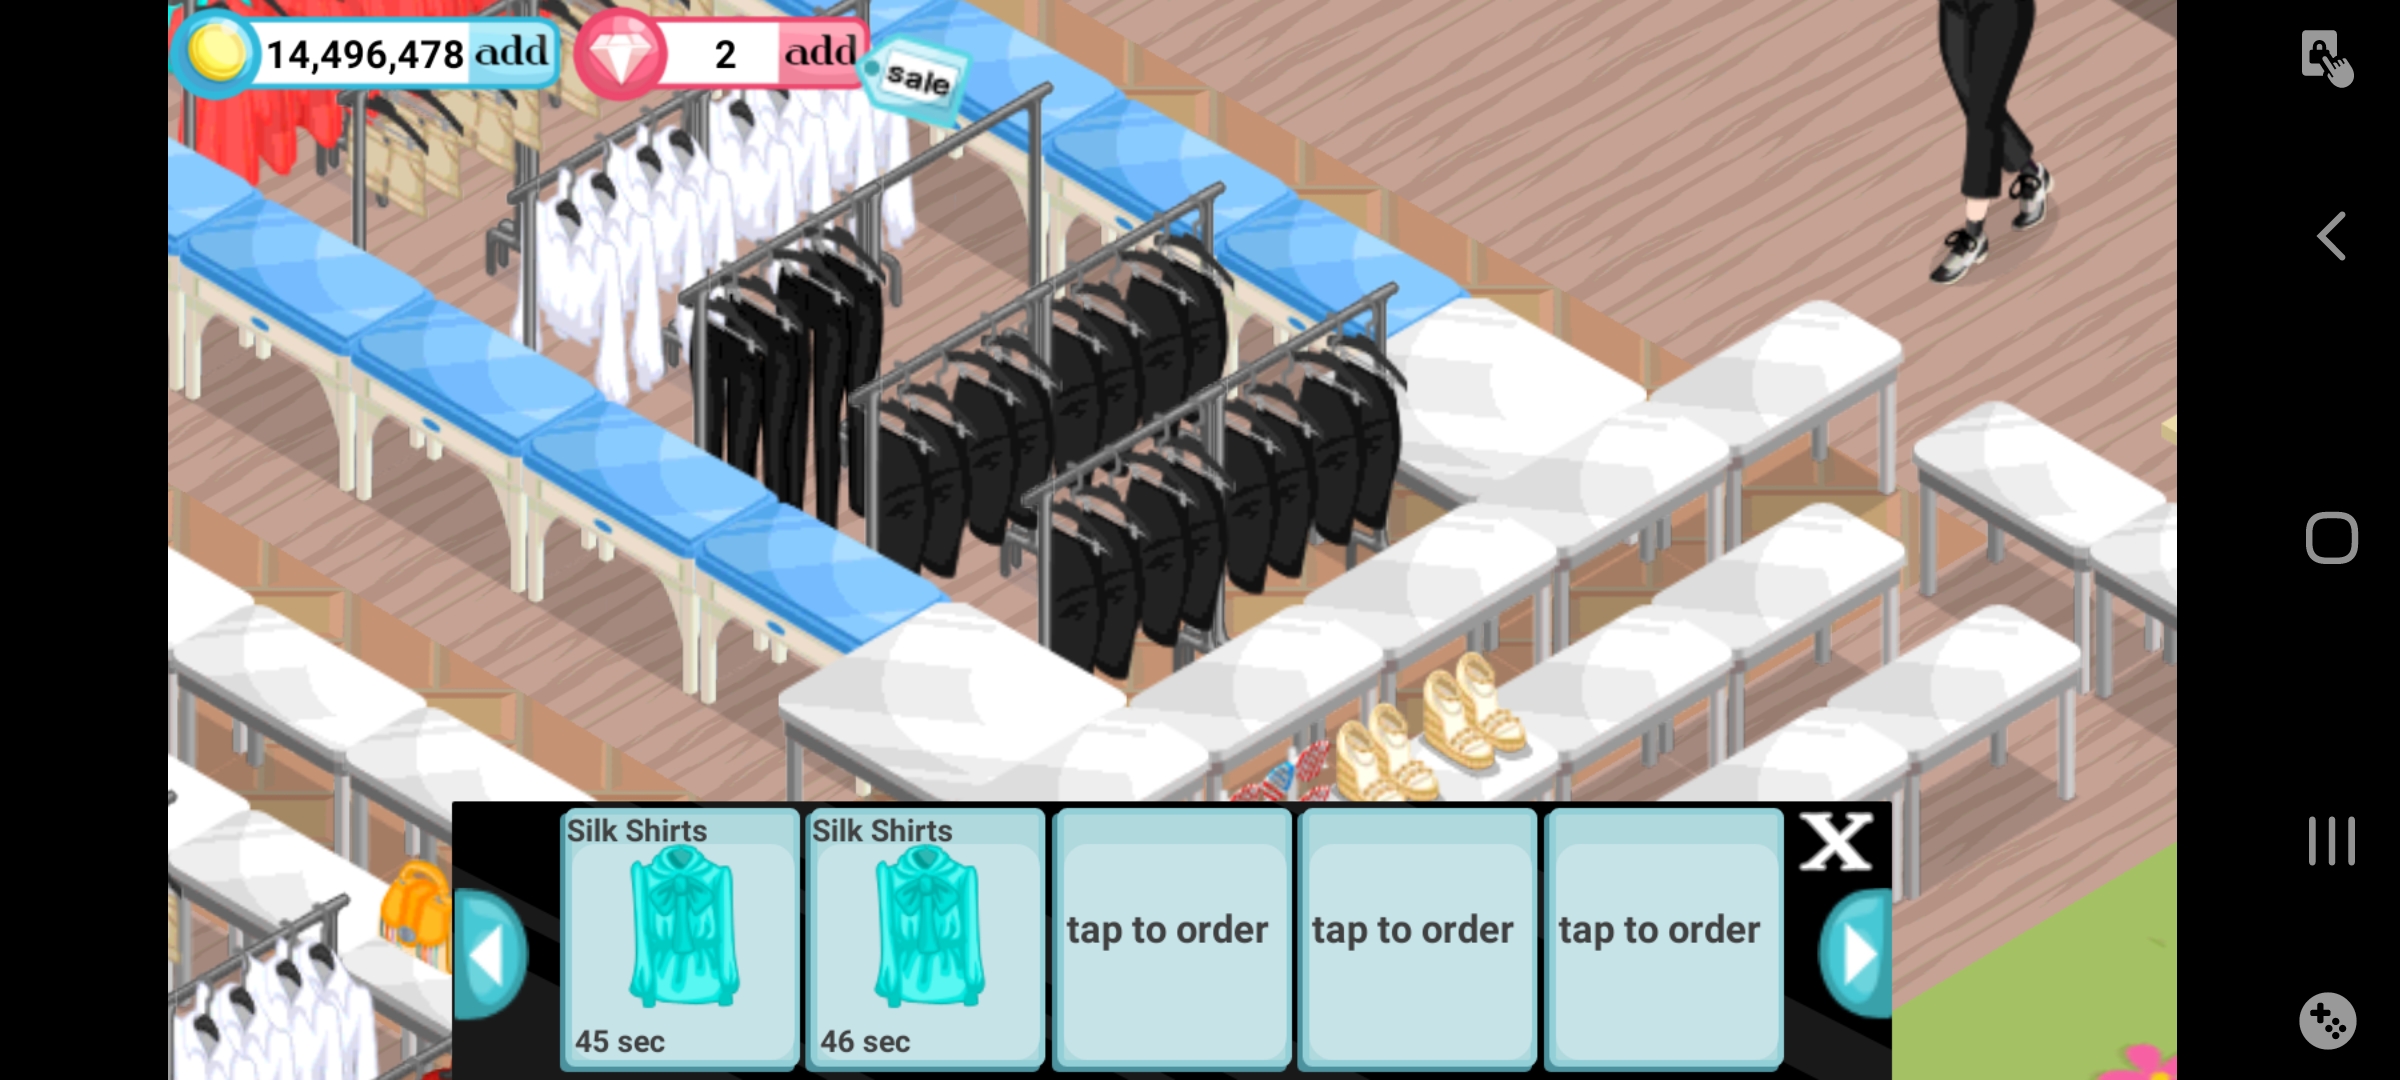 14,496,478 add
2 add
sale
Silk Shirts
45 sec
Silk Shirts
46 sec
tap to order
tap to order
tap to order
X